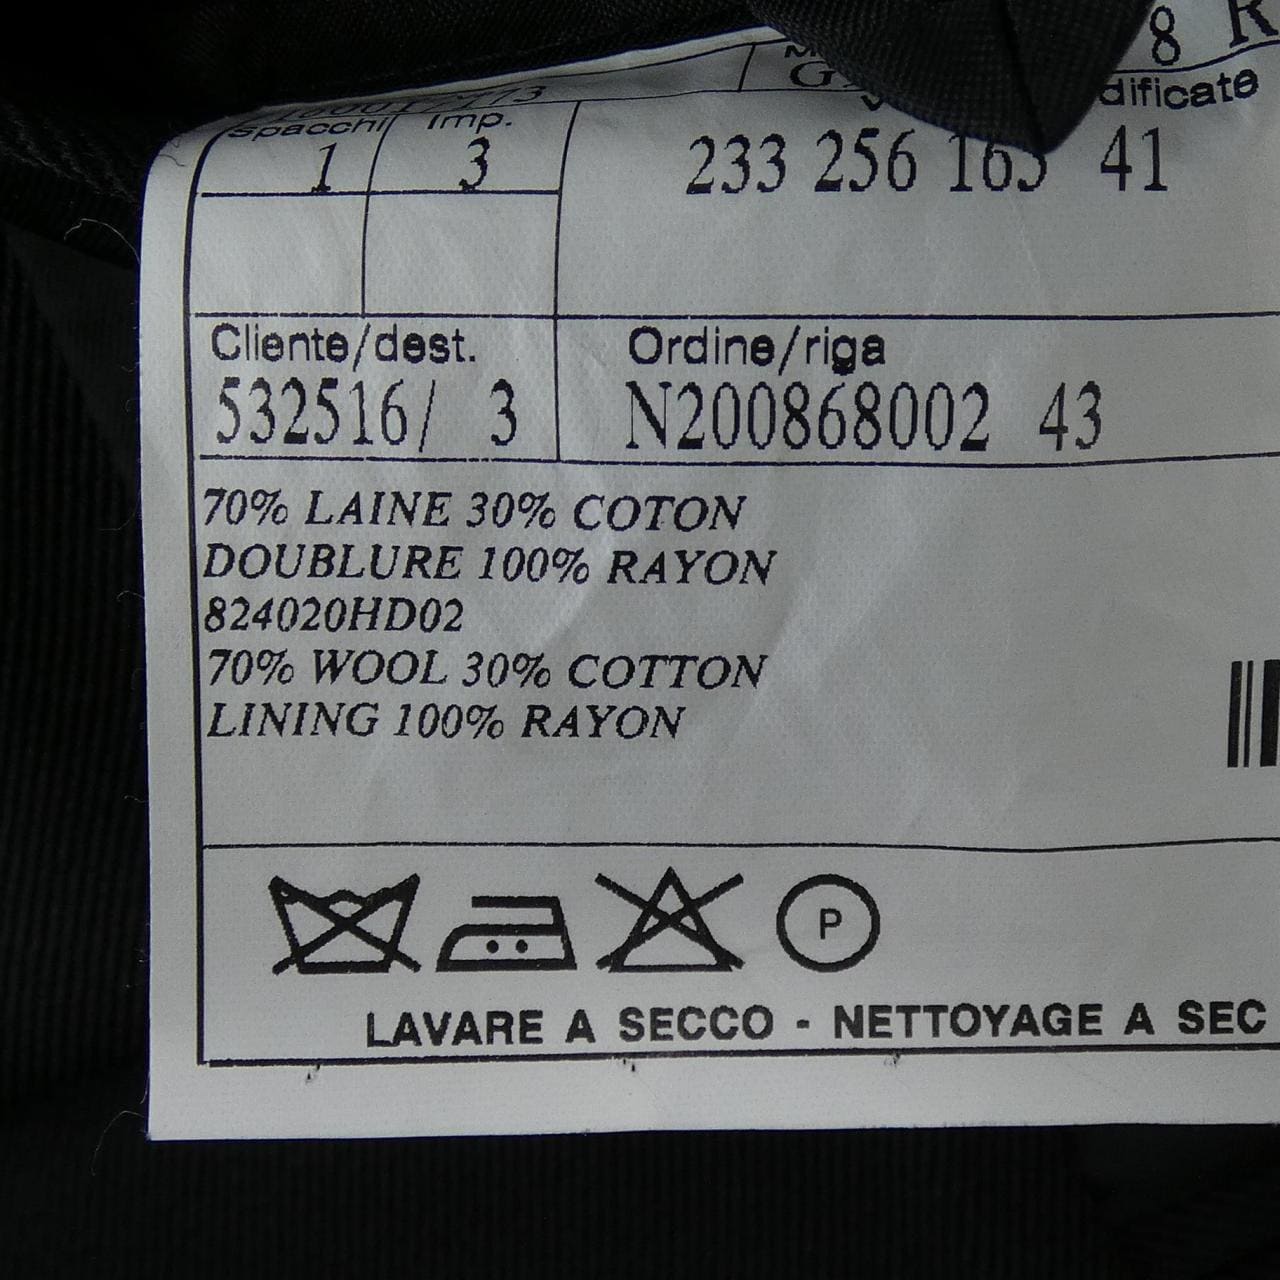 8 R
Spacchi Imp. dificate
1 3 233 256 165 41
Cliente/dest. Ordine/riga
532516/ 3 N200868002 43
70% LAINE 30% COTON
DOUBLURE 100% RAYON
824020HD02
70% WOOL 30% COTTON
LINING 100% RAYON
P
LAVARE A SECCO - NETTOYAGE A SEC